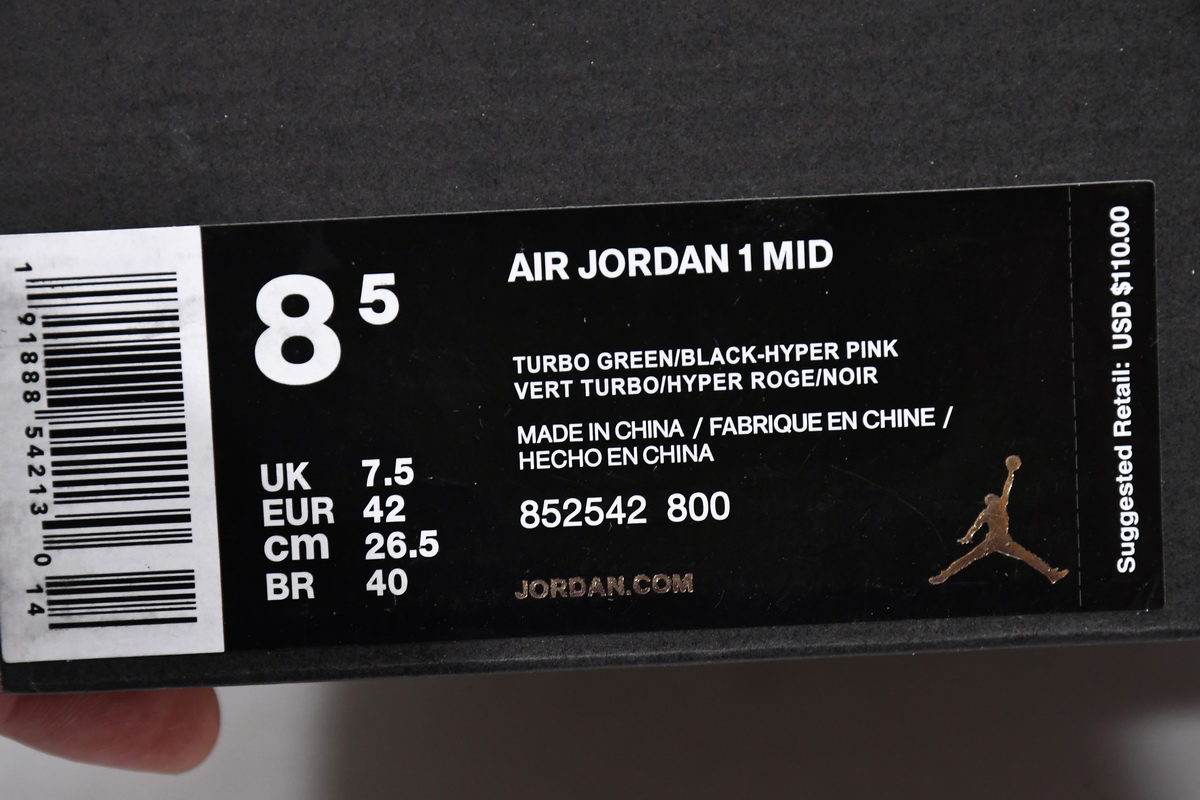 1 91888 54213 0 14
8 5
UK 7.5
EUR 42
cm 26.5
BR 40
AIR JORDAN 1 MID
TURBO GREEN/BLACK-HYPER PINK
VERT TURBO/HYPER ROGE/NOIR
MADE IN CHINA / FABRIQUE EN CHINE /
HECHO EN CHINA
852542 800
JORDAN.COM
Suggested Retail: USD $110.00